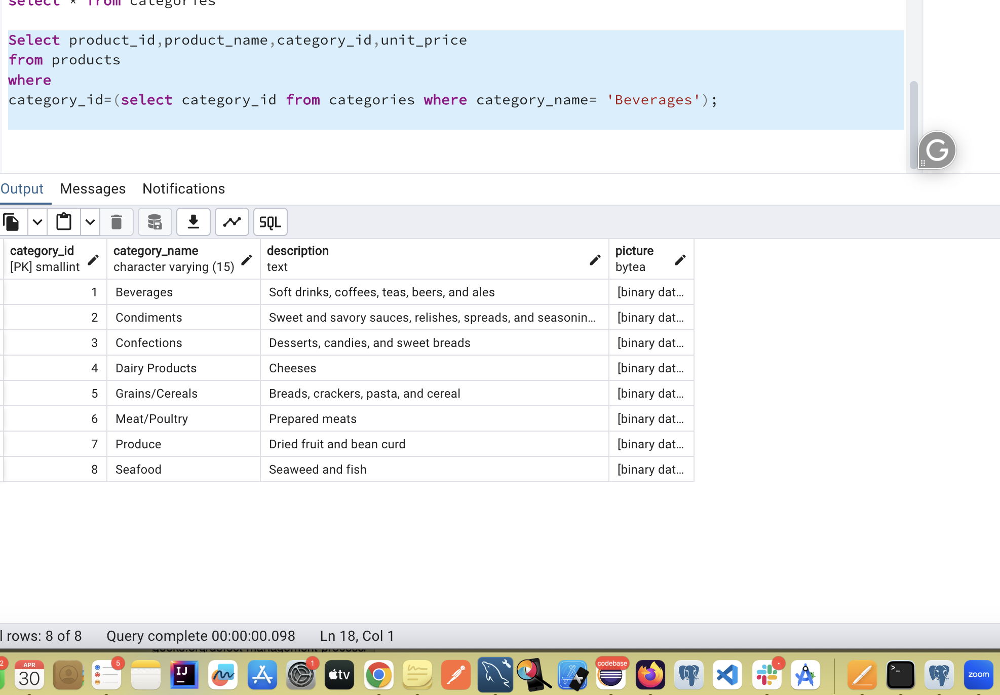 select * from categories
Select product_id,product_name,category_id,unit_price
from products
where
category_id=(select category_id from categories where category_name= 'Beverages');
Output Messages Notifications
SQL
category_id category_name description picture
[PK] smallint character varying (15) text bytea
1 Beverages Soft drinks, coffees, teas, beers, and ales [binary dat...
2 Condiments Sweet and savory sauces, relishes, spreads, and seasonin... [binary dat...
3 Confections Desserts, candies, and sweet breads [binary dat...
4 Dairy Products Cheeses [binary dat...
5 Grains/Cereals Breads, crackers, pasta, and cereal [binary dat...
6 Meat/Poultry Prepared meats [binary dat...
7 Produce Dried fruit and bean curd [binary dat...
8 Seafood Seaweed and fish [binary dat...
l rows: 8 of 8 Query complete 00:00:00.098 Ln 18, Col 1
2 APR 5 1 codebase
30 IJ tv >_ zoom